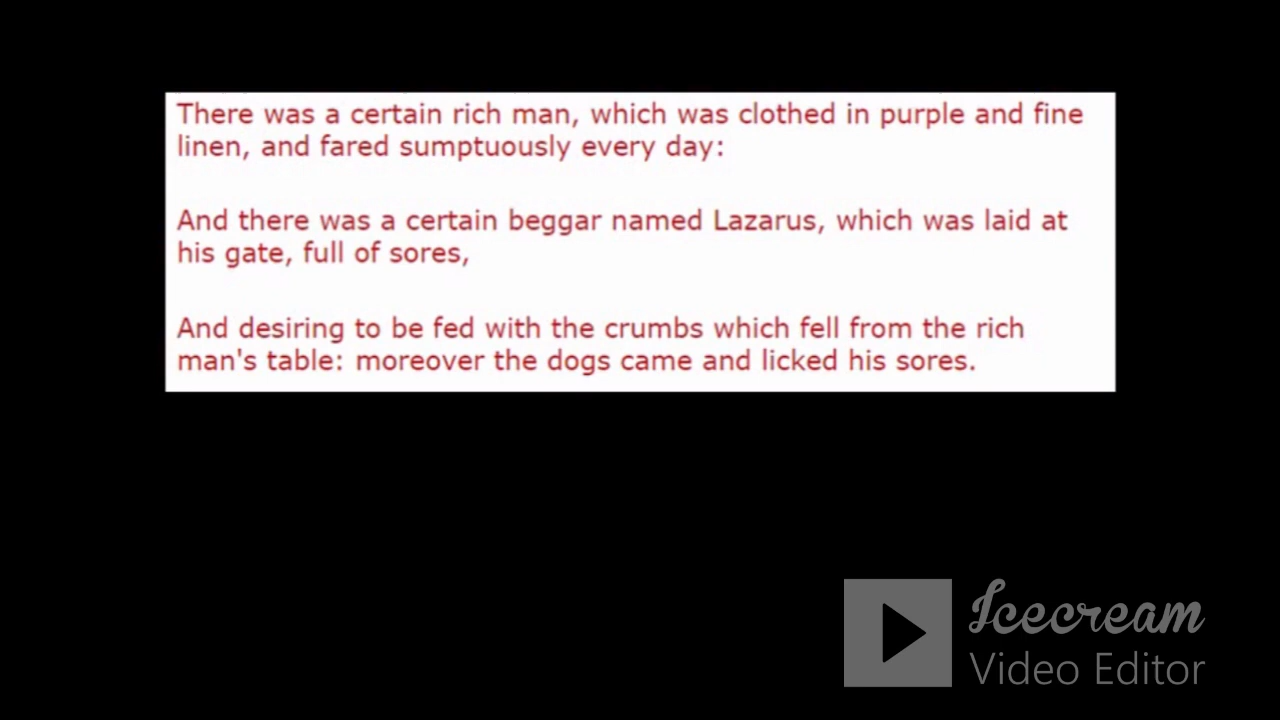 There was a certain rich man, which was clothed in purple and fine
linen, and fared sumptuously every day:
And there was a certain beggar named Lazarus, which was laid at
his gate, full of sores,
And desiring to be fed with the crumbs which fell from the rich
man's table: moreover the dogs came and licked his sores.
Icecream
Video Editor